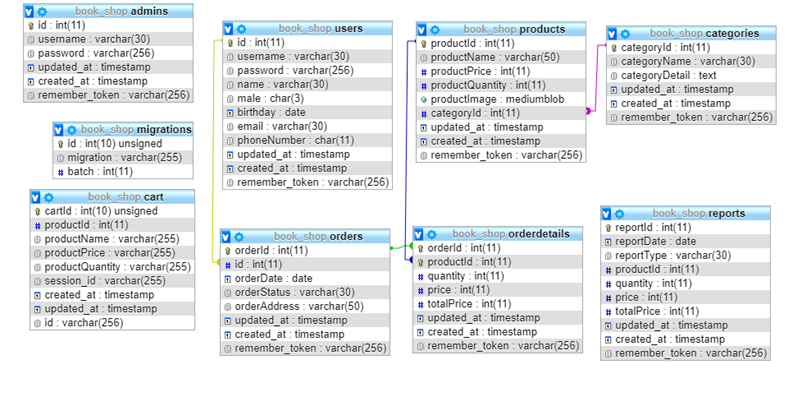 book_shop admins
id : int(11)
username : varchar(30)
password : varchar(256)
updated_at : timestamp
created_at : timestamp
remember_token : varchar(256)
book_shop migrations
id : int(10) unsigned
migration : varchar(255)
batch : int(11)
book_shop cart
cartId : int(10) unsigned
productId : int(11)
productName : varchar(255)
productPrice : varchar(255)
productQuantity : varchar(255)
session_id : varchar(255)
created_at : timestamp
updated_at : timestamp
id : varchar(256)
book_shop users
id : int(11)
username : varchar(30)
password : varchar(256)
name : varchar(30)
male : char(3)
birthday : date
email : varchar(30)
phoneNumber : char(11)
updated_at : timestamp
created_at : timestamp
remember_token : varchar(256)
book_shop orders
orderId : int(11)
id : int(11)
orderDate : date
orderStatus : varchar(30)
orderAddress : varchar(50)
updated_at : timestamp
created_at : timestamp
remember_token : varchar(256)
book_shop products
productId : int(11)
productName : varchar(50)
productPrice : int(11)
productQuantity : int(11)
productImage : mediumblob
categoryId : int(11)
updated_at : timestamp
created_at : timestamp
remember_token : varchar(256)
book_shop orderdetails
orderId : int(11)
productId : int(11)
quantity : int(11)
price : int(11)
totalPrice : int(11)
updated_at : timestamp
created_at : timestamp
remember_token : varchar(256)
book_shop categories
categoryId : int(11)
categoryName : varchar(30)
categoryDetail : text
updated_at : timestamp
created_at : timestamp
remember_token : varchar(256)
book_shop reports
reportId : int(11)
reportDate : date
reportType : varchar(30)
productId : int(11)
quantity : int(11)
price : int(11)
totalPrice : int(11)
updated_at : timestamp
created_at : timestamp
remember_token : varchar(256)